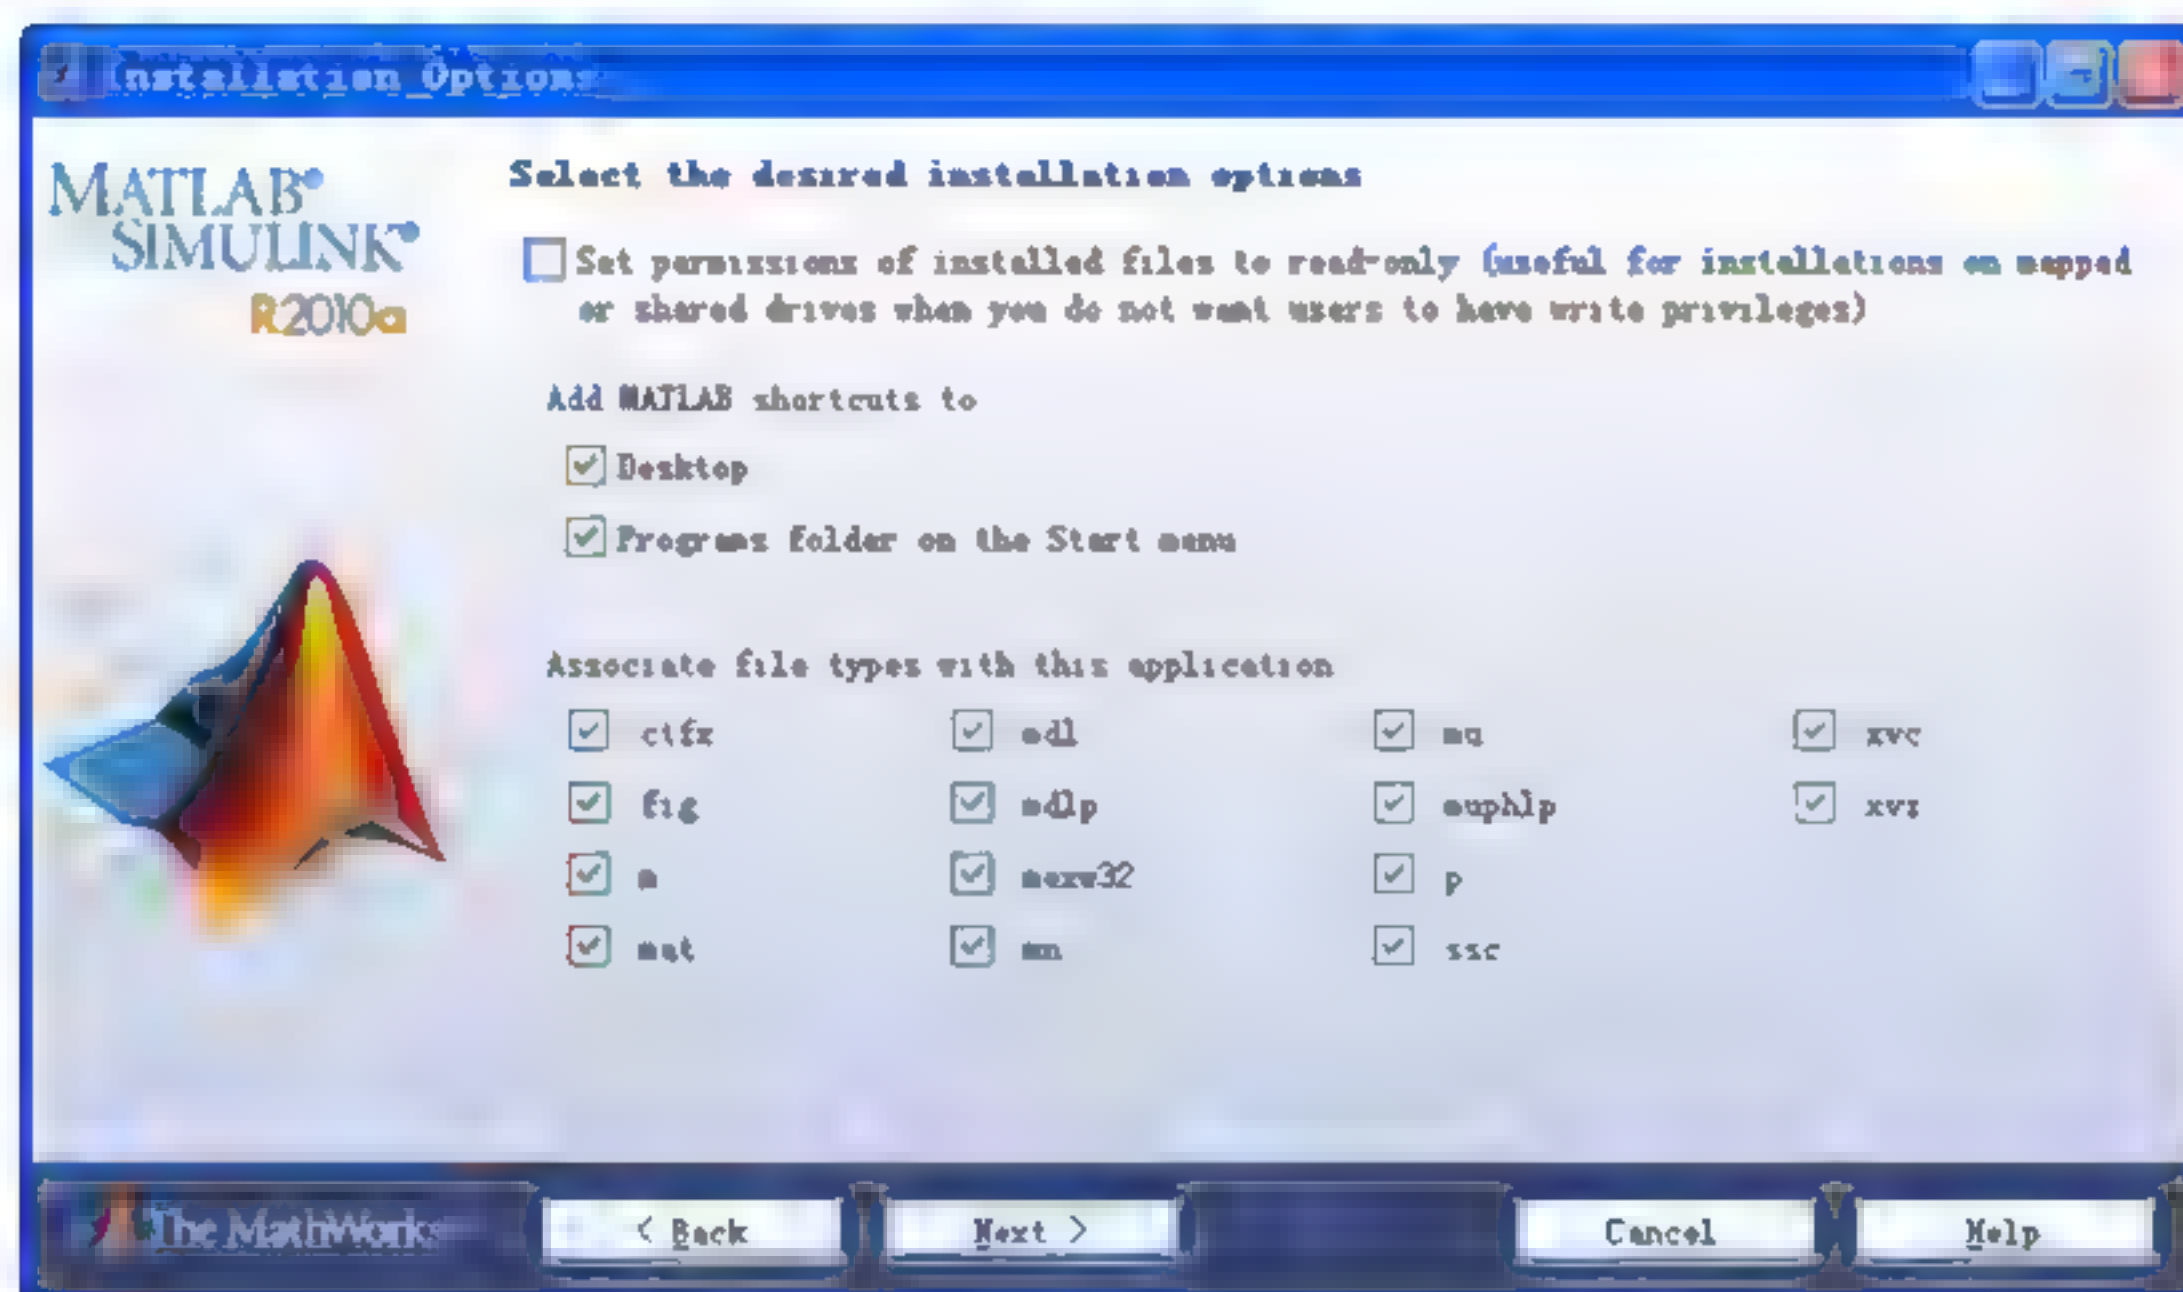 Installation Options
MATLAB®
SIMULINK®
R2010a
Select the desired installation options
Set permissions of installed files to read-only (useful for installations on mapped
or shared drives when you do not want users to have write privileges)
Add MATLAB shortcuts to
Desktop
Programs folder on the Start menu
Associate file types with this application
ctfx mdl mu xvc
fig mdlp muphlp xvz
m mexw32 p
mat mn ssc
The MathWorks
< Back Next > Cancel Help